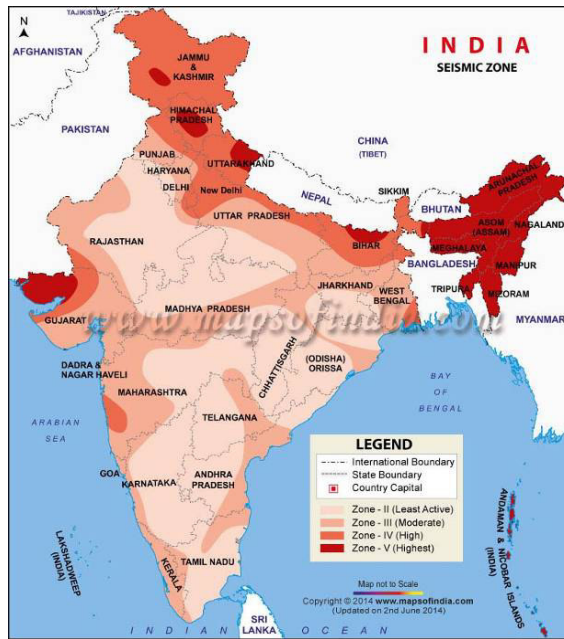 TAJIKISTAN
N
AFGHANISTAN
INDIA
SEISMIC ZONE
JAMMU
&
KASHMIR
HIMACHAL
PRADESH
PAKISTAN
PUNJAB
UTTARAKHAND
HARYANA
DELHI
New Delhi
CHINA
(TIBET)
NEPAL
SIKKIM
BHUTAN
ARUNACHAL
PRADESH
ASOM
(ASSAM)
NAGALAND
MEGHALAYA
MANIPUR
BANGLADESH
TRIPURA
MIZORAM
MYANMAR
UTTAR PRADESH
RAJASTHAN
BIHAR
JHARKHAND
WEST
BENGAL
GUJARAT
MADHYA PRADESH
www.mapsofindia.com
CHHATTISGARH
(ODISHA)
ORISSA
DADRA &
NAGAR HAVELI
MAHARASHTRA
TELANGANA
BAY
OF
BENGAL
ARABIAN
SEA
GOA
KARNATAKA
ANDHRA
PRADESH
LEGEND
International Boundary
State Boundary
Country Capital
Zone - II (Least Active)
Zone - III (Moderate)
Zone - IV (High)
Zone - V (Highest)
ANDAMAN & NICOBAR ISLANDS
(INDIA)
LAKSHADWEEP
(INDIA)
KERALA
TAMIL NADU
Map not to Scale
Copyright © 2014 www.mapsofindia.com
(Updated on 2nd June 2014)
SRI
LANKA
INDIAN OCEAN